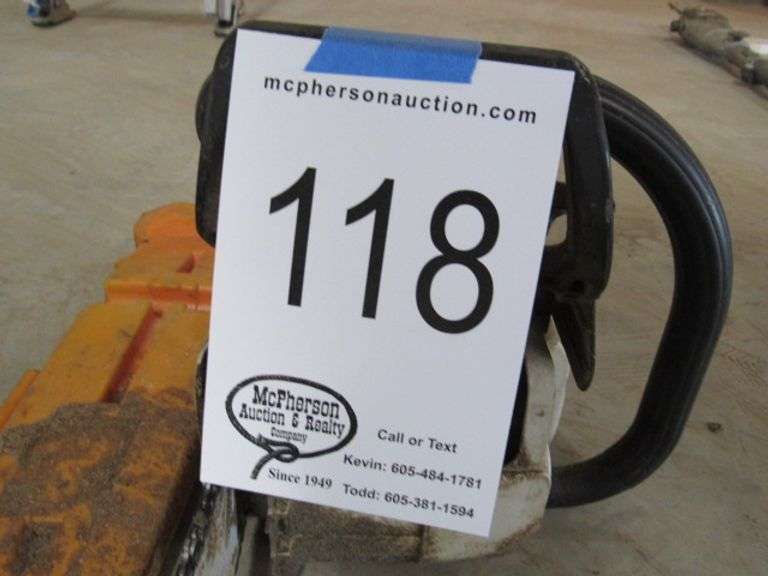 mcphersonauction.com
118
McPherson
Auction & Realty
Company
Since 1949
Call or Text
Kevin: 605-484-1781
Todd: 605-381-1594